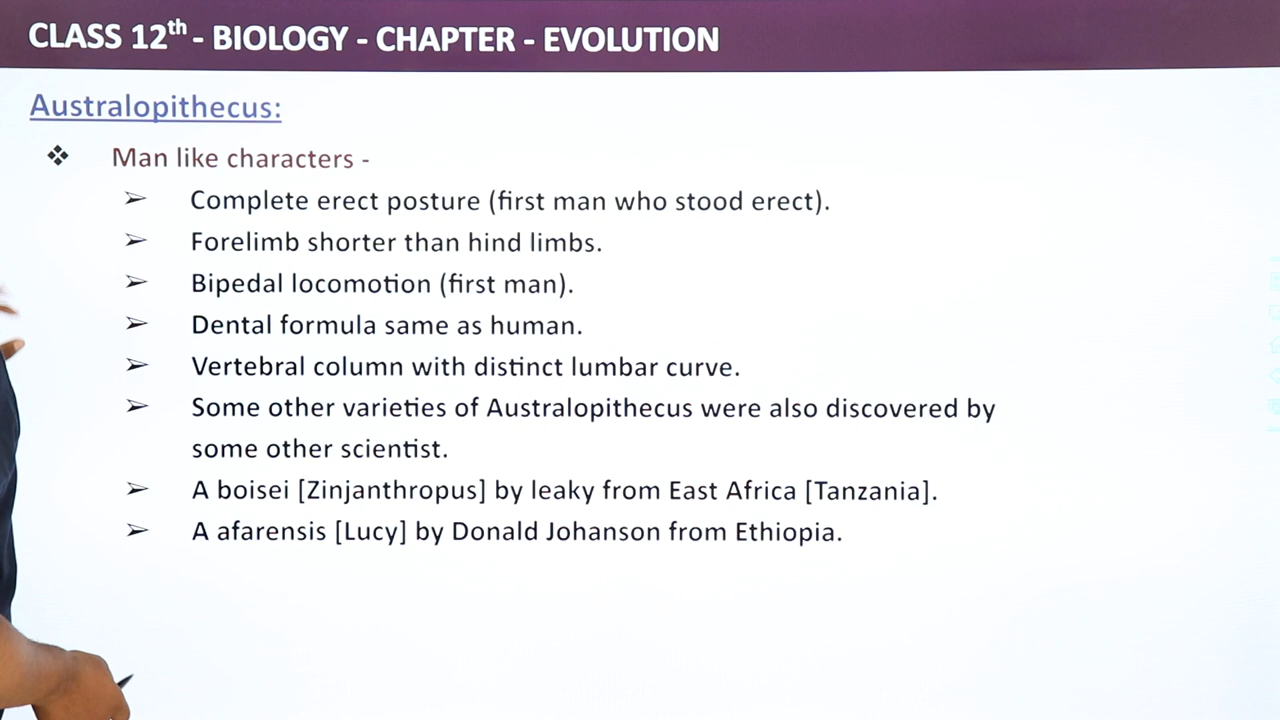 CLASS 12th - BIOLOGY - CHAPTER - EVOLUTION
Australopithecus:
❖ Man like characters -
➢ Complete erect posture (first man who stood erect).
➢ Forelimb shorter than hind limbs.
➢ Bipedal locomotion (first man).
➢ Dental formula same as human.
➢ Vertebral column with distinct lumbar curve.
➢ Some other varieties of Australopithecus were also discovered by
some other scientist.
➢ A boisei [Zinjanthropus] by leaky from East Africa [Tanzania].
➢ A afarensis [Lucy] by Donald Johanson from Ethiopia.